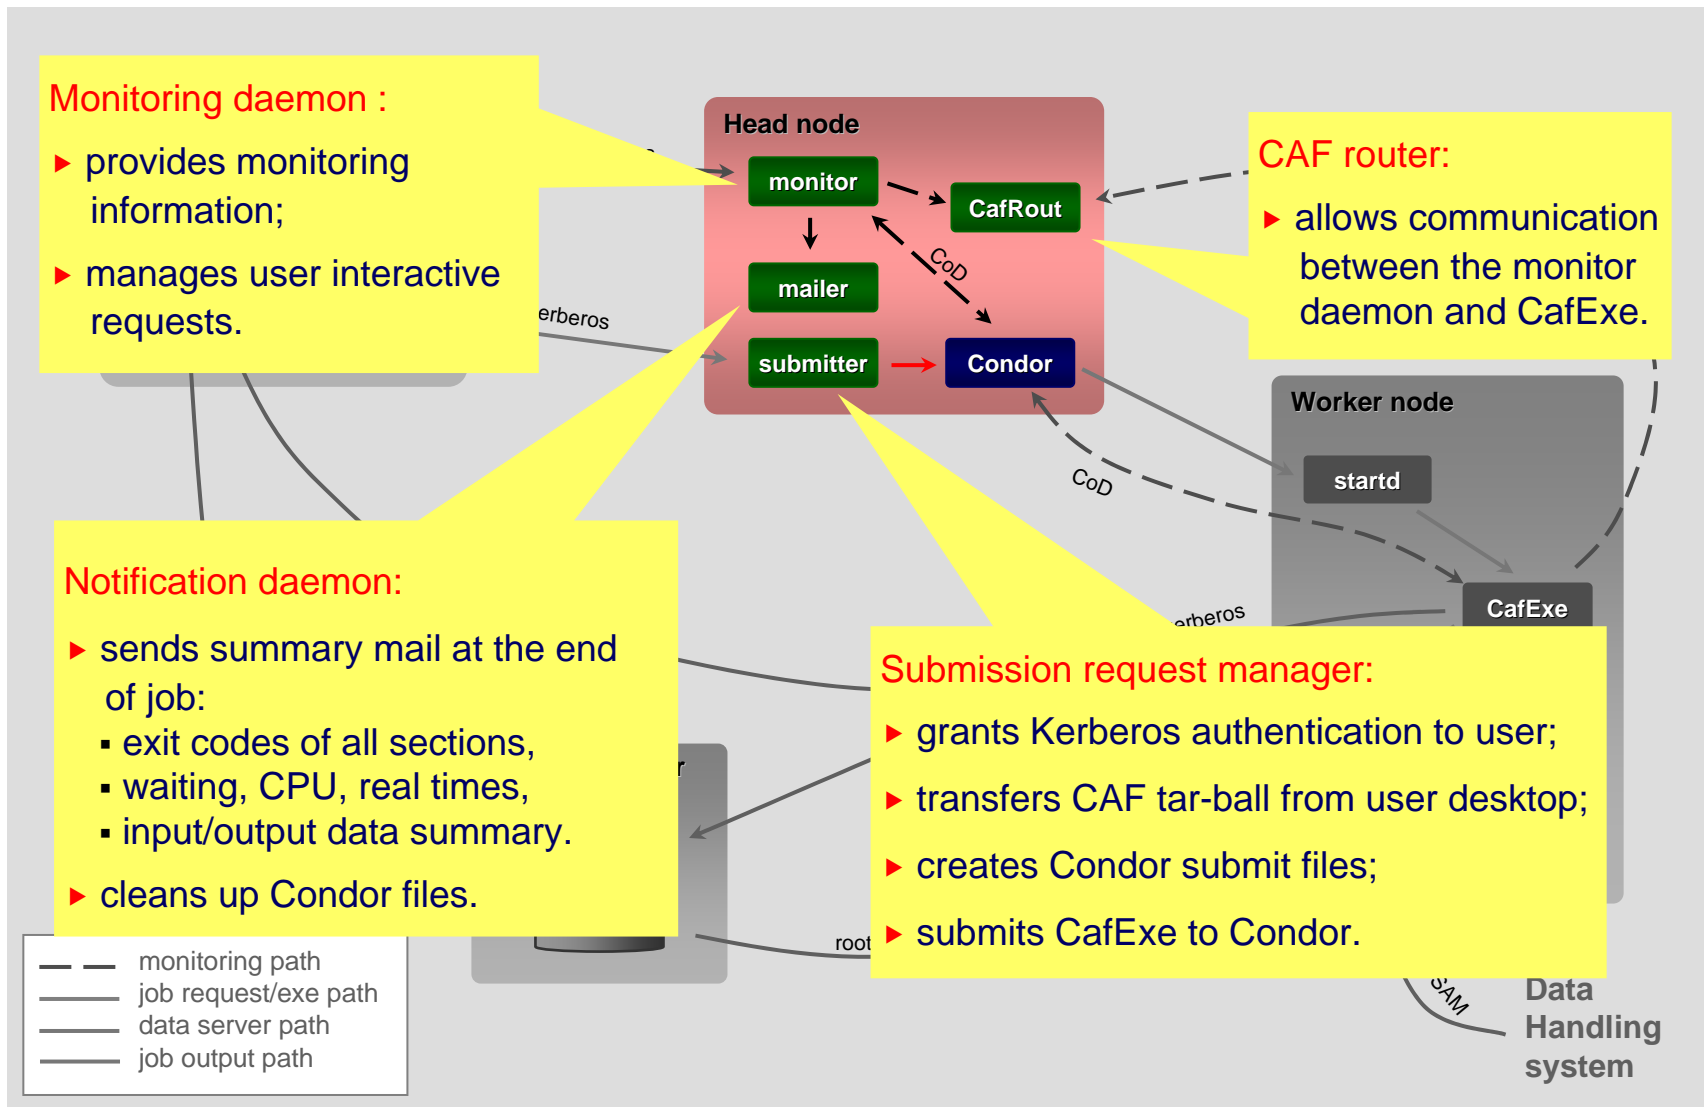 Monitoring daemon :
▸ provides monitoring
information;
▸ manages user interactive
requests.
Head node
monitor
CafRout
mailer
CoD
submitter
Condor
CAF router:
▸ allows communication
between the monitor
daemon and CafExe.
Worker node
startd
CoD
CafExe
Notification daemon:
▸ sends summary mail at the end
of job:
▪ exit codes of all sections,
▪ waiting, CPU, real times,
▪ input/output data summary.
▸ cleans up Condor files.
Submission request manager:
▸ grants Kerberos authentication to user;
▸ transfers CAF tar-ball from user desktop;
▸ creates Condor submit files;
▸ submits CafExe to Condor.
root
SAM
Data
Handling
system
monitoring path
job request/exe path
data server path
job output path